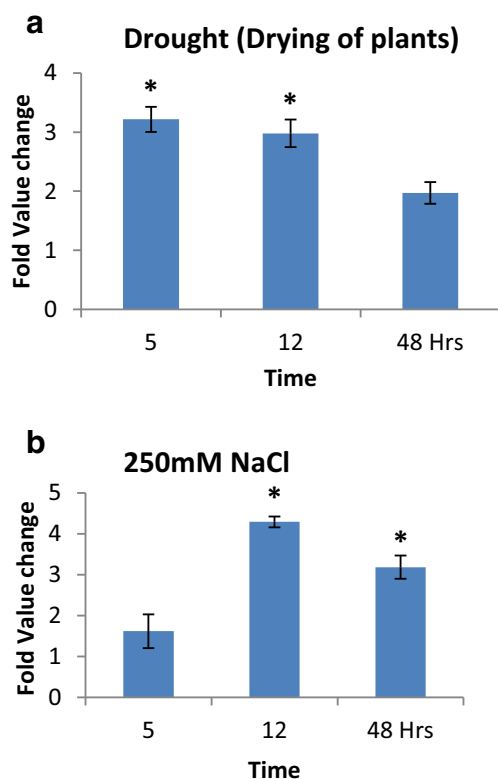 a
Drought (Drying of plants)
Fold Value change
4
3
2
1
0
* *
5 12 48 Hrs
Time
b
250mM NaCl
Fold Value change
5
4
3
2
1
0
* *
5 12 48 Hrs
Time